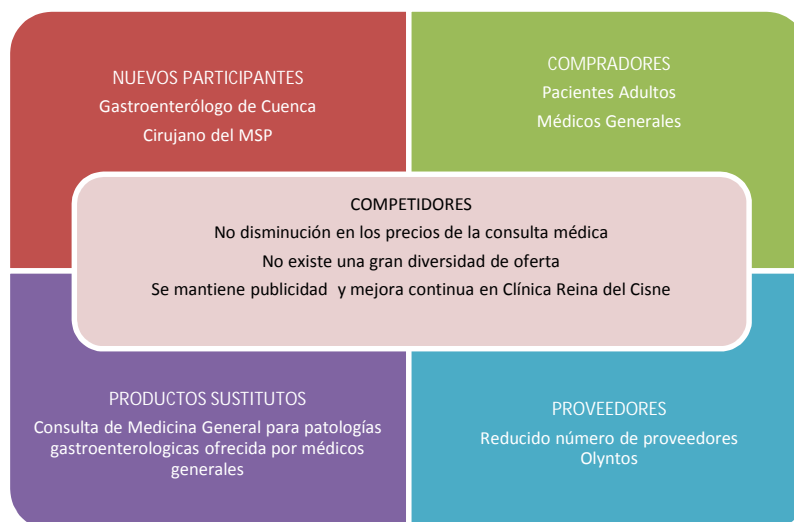 NUEVOS PARTICIPANTES
Gastroenterólogo de Cuenca
Cirujano del MSP
COMPRADORES
Pacientes Adultos
Médicos Generales
COMPETIDORES
No disminución en los precios de la consulta médica
No existe una gran diversidad de oferta
Se mantiene publicidad y mejora continua en Clínica Reina del Cisne
PRODUCTOS SUSTITUTOS
Consulta de Medicina General para patologías
gastroenterologicas ofrecida por médicos
generales
PROVEEDORES
Reducido número de proveedores
Olyntos